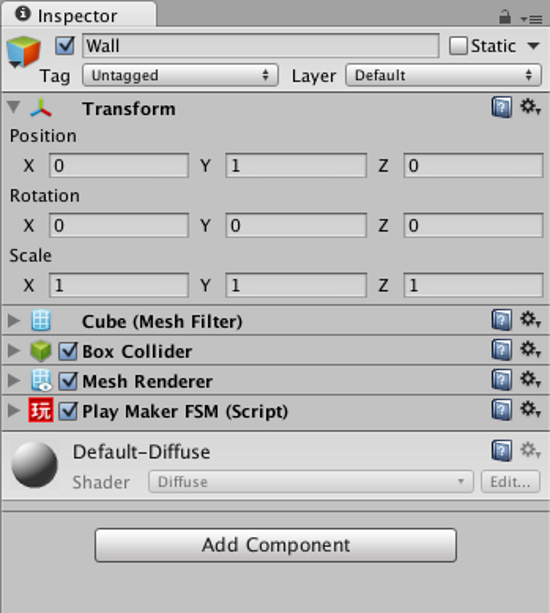 Inspector
Wall Static
Tag Untagged Layer Default
Transform
Position
X 0 Y 1 Z 0
Rotation
X 0 Y 0 Z 0
Scale
X 1 Y 1 Z 1
Cube (Mesh Filter)
Box Collider
Mesh Renderer
玩 Play Maker FSM (Script)
Default-Diffuse
Shader Diffuse Edit...
Add Component